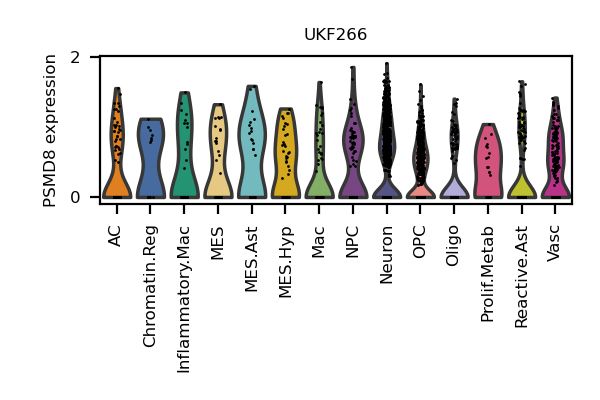 UKF266
PSMD8 expression
2
0
AC
Chromatin.Reg
Inflammatory.Mac
MES
MES.Ast
MES.Hyp
Mac
NPC
Neuron
OPC
Oligo
Prolif.Metab
Reactive.Ast
Vasc